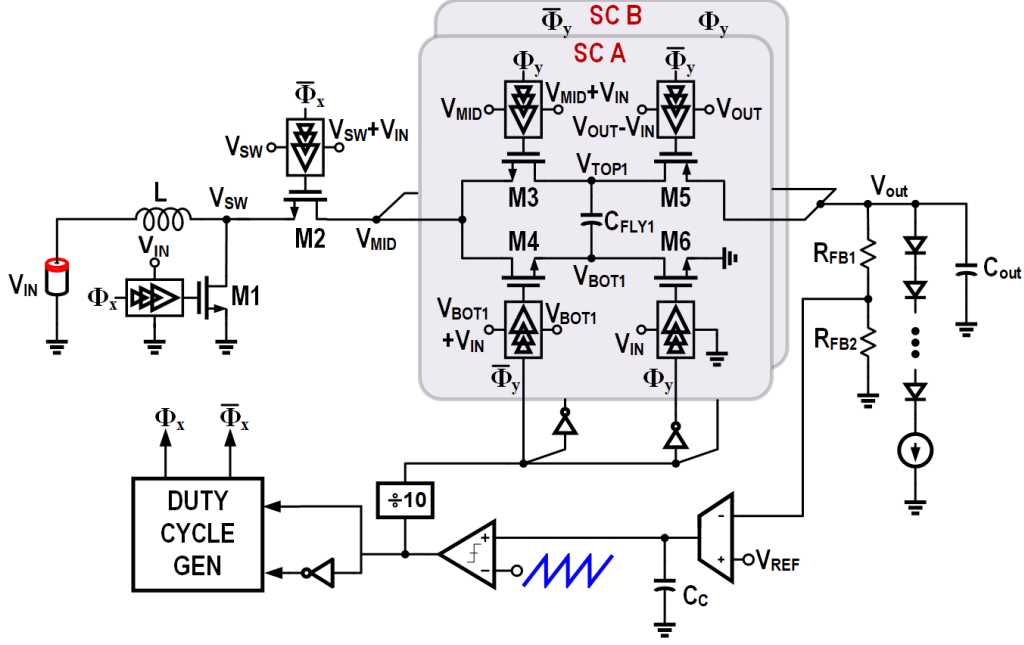 Φ̅y SC B Φy
SC A
Φy Φ̅y
Φ̅x
VMID VMID+VIN
VOUT-VIN VOUT
VSW VSW+VIN
L VSW
VTOP1
M3 M5
Vout
M2 VMID
CFLY1
M4 M6
VBOT1
RFB1
Cout
VIN
VIN
Φx
M1
VBOT1
+VIN
VBOT1
VIN
RFB2
Φ̅y Φy
Φx Φ̅x
÷10
DUTY
CYCLE
GEN
+
-
-
+
VREF
CC